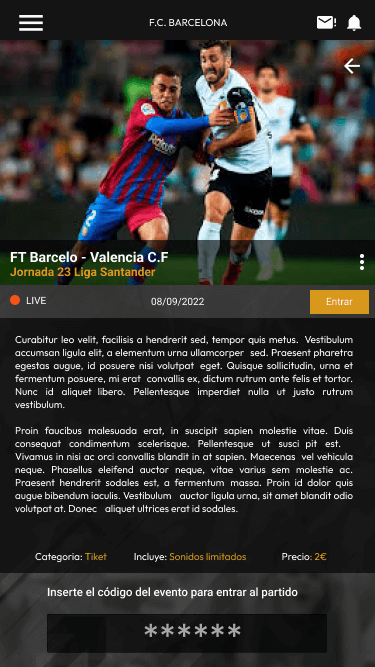 F.C. BARCELONA
!
FT Barcelo - Valencia C.F
Jornada 23 Liga Santander
LIVE 08/09/2022 Entrar
Curabitur leo velit, facilisis a hendrerit sed, tempor quis metus. Vestibulum
accumsan ligula elit, a elementum urna ullamcorper sed. Praesent pharetra
egestas augue, id posuere nisi volutpat eget. Quisque sollicitudin, urna et
fermentum posuere, mi erat convallis ex, dictum rutrum ante felis et tortor.
Nunc id aliquet libero. Pellentesque imperdiet nulla ut justo rutrum
vestibulum.
Proin faucibus malesuada erat, in suscipit sapien molestie vitae. Duis
consequat condimentum scelerisque. Pellentesque ut susci pit est.
Vivamus in nisi ac orci convallis blandit in at sapien. Maecenas vel vehicula
neque. Phasellus eleifend auctor neque, vitae varius sem molestie ac.
Praesent hendrerit sodales est, a fermentum massa. Proin id dolor quis
augue bibendum iaculis. Vestibulum auctor ligula urna, sit amet blandit odio
volutpat at. Donec aliquet ultrices erat id sodales.
Categoria: Tiket Incluye: Sonidos limitados Precio: 2€
Inserte el código del evento para entrar al partido
******